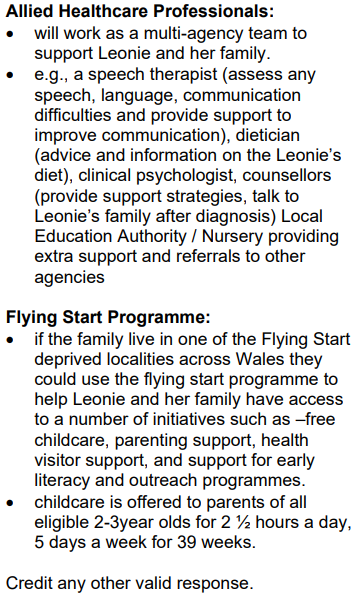 Allied Healthcare Professionals:
• will work as a multi-agency team to
support Leonie and her family.
• e.g., a speech therapist (assess any
speech, language, communication
difficulties and provide support to
improve communication), dietician
(advice and information on the Leonie's
diet), clinical psychologist, counsellors
(provide support strategies, talk to
Leonie's family after diagnosis) Local
Education Authority / Nursery providing
extra support and referrals to other
agencies
Flying Start Programme:
• if the family live in one of the Flying Start
deprived localities across Wales they
could use the flying start programme to
help Leonie and her family have access
to a number of initiatives such as –free
childcare, parenting support, health
visitor support, and support for early
literacy and outreach programmes.
• childcare is offered to parents of all
eligible 2-3year olds for 2 ½ hours a day,
5 days a week for 39 weeks.
Credit any other valid response.